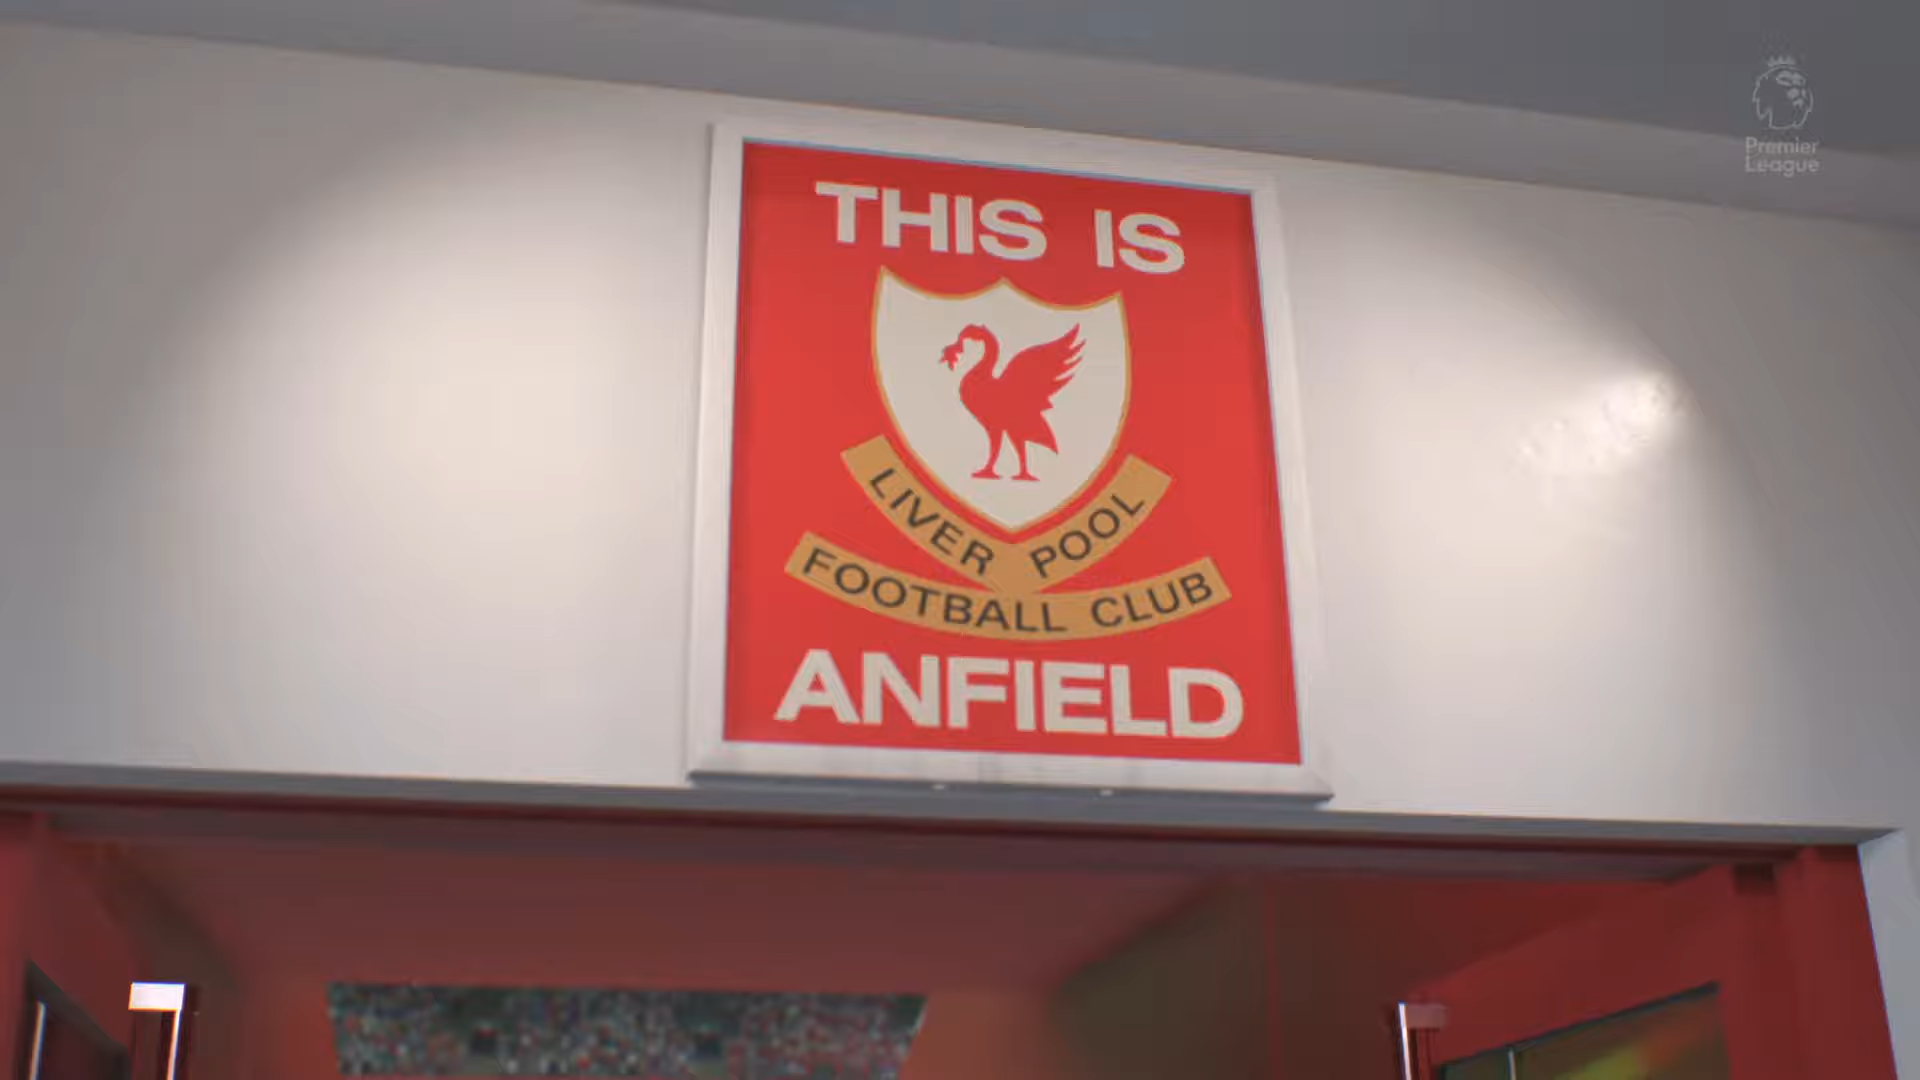 THIS IS
LIVER POOL
FOOTBALL CLUB
ANFIELD
Premier
League